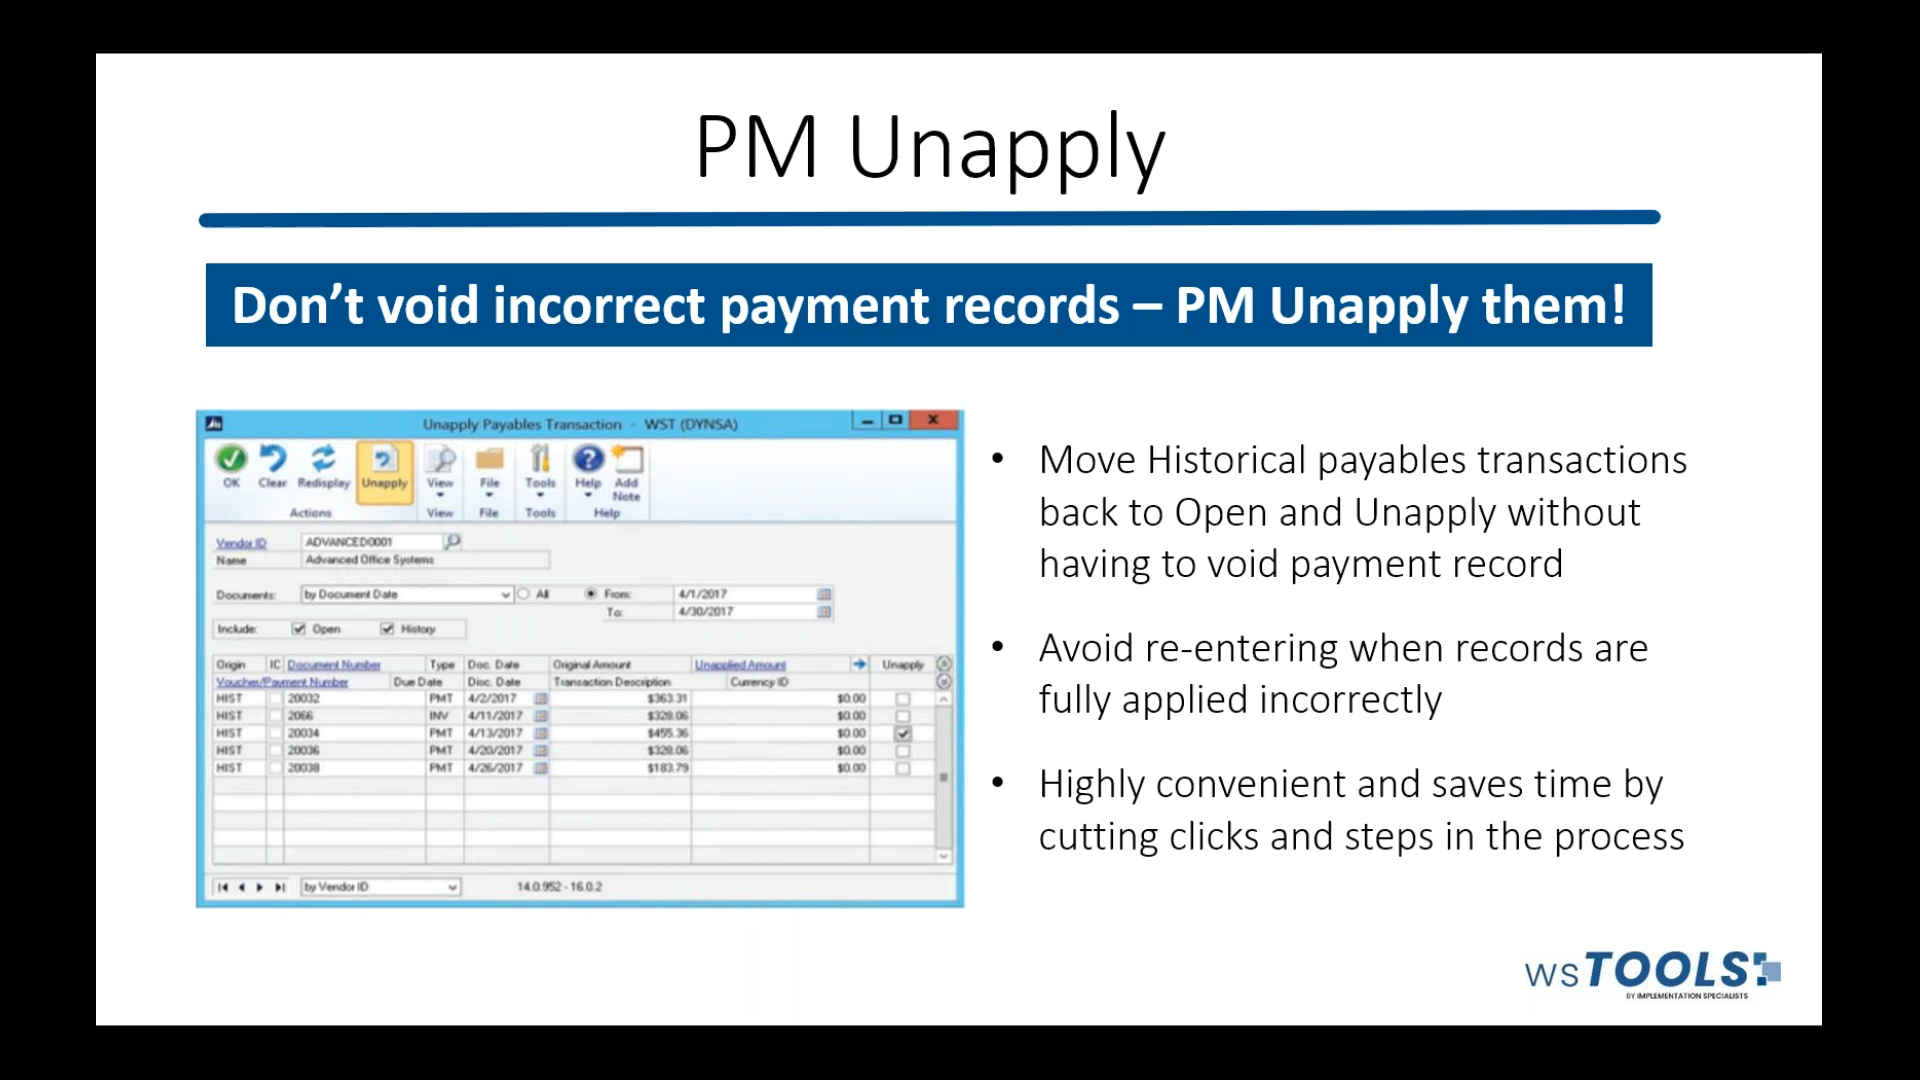 PM Unapply
Don’t void incorrect payment records – PM Unapply them!
Unapply Payables Transaction - WST (DYNSA)
OK Clear Redisplay Unapply View File Tools Help Add Note
Actions View File Tools Help
Vendor ID ADVANCED0001
Name Advanced Office Systems
Documents: by Document Date All From: 4/1/2017
To: 4/30/2017
Include: Open History
Origin IC Document Number Type Doc. Date Original Amount Unapplied Amount Unapply
Voucher/Payment Number Due Date Disc. Date Transaction Description Currency ID
HIST 20032 PMT 4/2/2017 $363.31 $0.00
HIST 2066 INV 4/11/2017 $328.06 $0.00
HIST 20034 PMT 4/13/2017 $455.36 $0.00
HIST 20036 PMT 4/20/2017 $328.06 $0.00
HIST 20038 PMT 4/26/2017 $183.79 $0.00
by Vendor ID 14.0.952 - 16.0.2
• Move Historical payables transactions
back to Open and Unapply without
having to void payment record
• Avoid re-entering when records are
fully applied incorrectly
• Highly convenient and saves time by
cutting clicks and steps in the process
wsTOOLS
BY IMPLEMENTATION SPECIALISTS